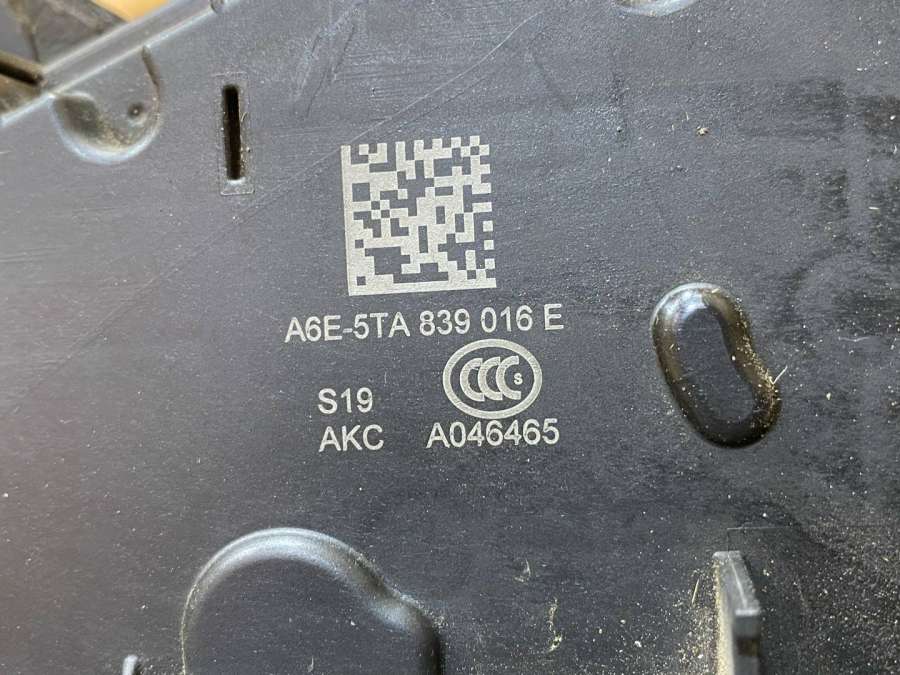 A6E-5TA 839 016 E
CCC S
S19
AKC A046465